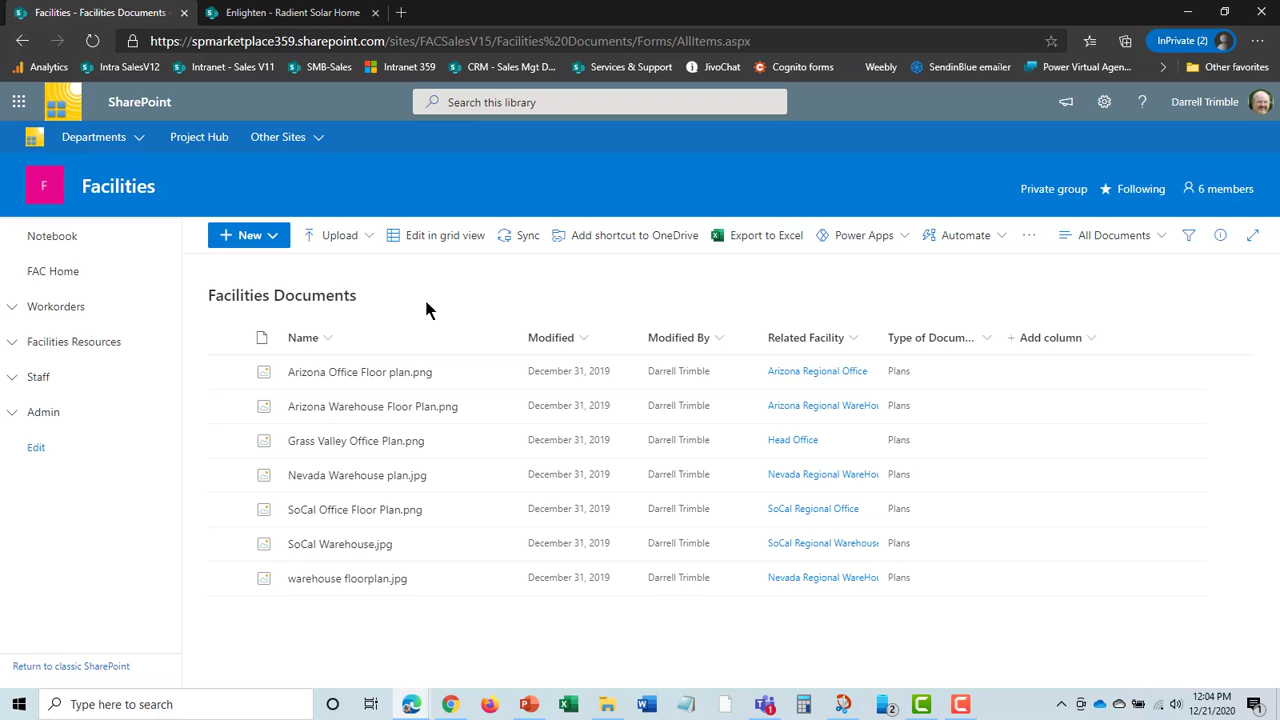 Facilities - Facilities Documents - Enlighten - Radient Solar Home
https://spmarketplace359.sharepoint.com/sites/FACSalesV15/Facilities%20Documents/Forms/AllItems.aspx InPrivate (2)
Analytics Intra SalesV12 Intranet - Sales V11 SMB-Sales Intranet 359 CRM - Sales Mgt D... Services & Support JivoChat Cognito forms Weebly SendinBlue emailer Power Virtual Agen... Other favorites
SharePoint Search this library Darrell Trimble
Departments Project Hub Other Sites
F Facilities Private group Following 6 members
Notebook
New Upload Edit in grid view Sync Add shortcut to OneDrive Export to Excel Power Apps Automate ... All Documents
FAC Home
Workorders
Facilities Resources
Staff
Admin
Edit
Facilities Documents
Name Modified Modified By Related Facility Type of Docum... + Add column
Arizona Office Floor plan.png December 31, 2019 Darrell Trimble Arizona Regional Office Plans
Arizona Warehouse Floor Plan.png December 31, 2019 Darrell Trimble Arizona Regional WareHou Plans
Grass Valley Office Plan.png December 31, 2019 Darrell Trimble Head Office Plans
Nevada Warehouse plan.jpg December 31, 2019 Darrell Trimble Nevada Regional WareHou Plans
SoCal Office Floor Plan.png December 31, 2019 Darrell Trimble SoCal Regional Office Plans
SoCal Warehouse.jpg December 31, 2019 Darrell Trimble SoCal Regional Warehouse Plans
warehouse floorplan.jpg December 31, 2019 Darrell Trimble Nevada Regional WareHou Plans
Return to classic SharePoint
Type here to search 12:04 PM
12/21/2020